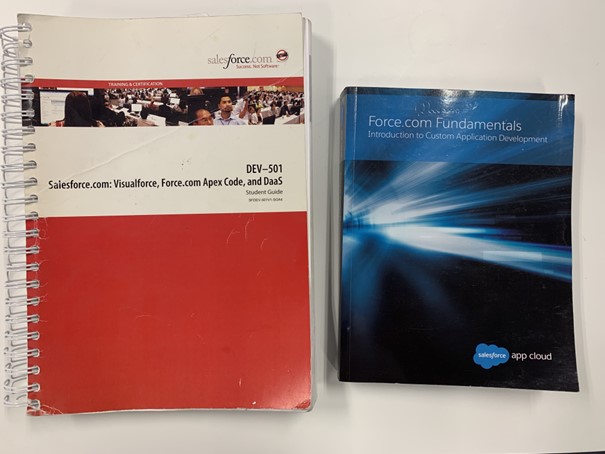 salesforce.com
Success. Not Software.
TRAINING & CERTIFICATION
DEV–501
Salesforce.com: Visualforce, Force.com Apex Code, and DaaS
Student Guide
Force.com Fundamentals
Introduction to Custom Application Development
salesforce app cloud